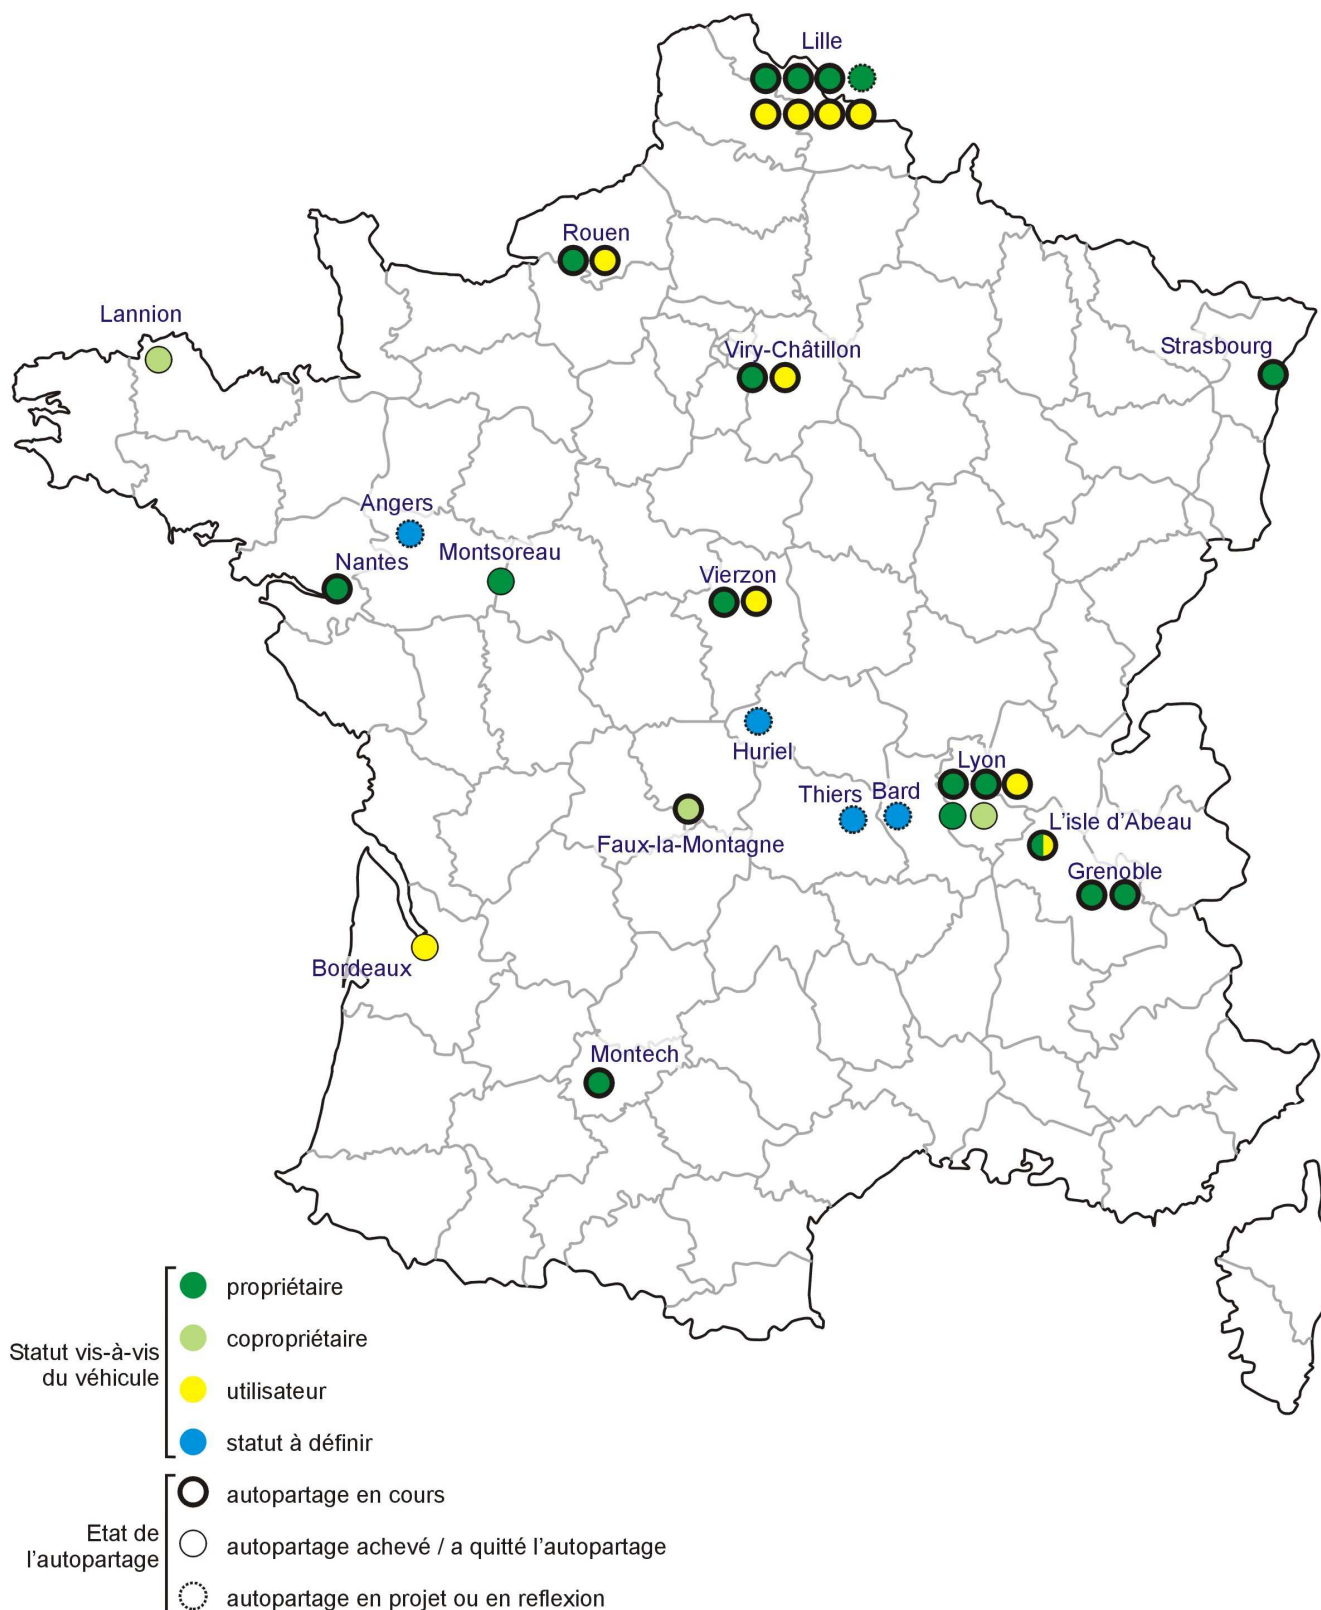 Lille
Rouen
Lannion
Viry-Châtillon
Strasbourg
Angers
Montsoreau
Nantes
Vierzon
Huriel
Lyon
Thiers
Bard
L'isle d'Abeau
Faux-la-Montagne
Grenoble
Bordeaux
Montech
Statut vis-à-vis
du véhicule
propriétaire
copropriétaire
utilisateur
statut à définir
Etat de
l'autopartage
autopartage en cours
autopartage achevé / a quitté l'autopartage
autopartage en projet ou en reflexion